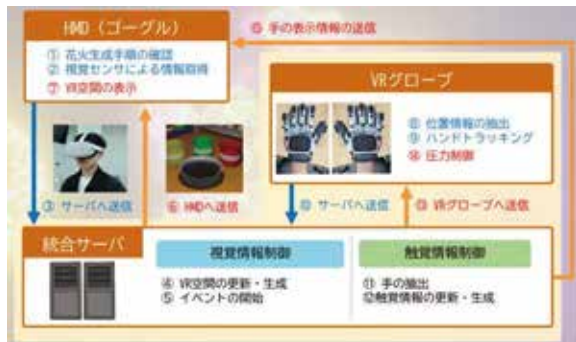 HMD（ゴーグル）
① 花火生成手順の確認
② 視覚センサによる情報取得
⑦ VR空間の表示
⑮ 手の表示情報の送信
VRグローブ
⑧ 位置情報の抽出
⑨ ハンドトラッキング
⑭ 圧力制御
③ サーバへ送信
⑥ HMDへ送信
⑩ サーバへ送信
⑬ VRグローブへ送信
統合サーバ
視覚情報制御
④ VR空間の更新・生成
⑤ イベントの開始
触覚情報制御
⑪ 手の抽出
⑫触覚情報の更新・生成